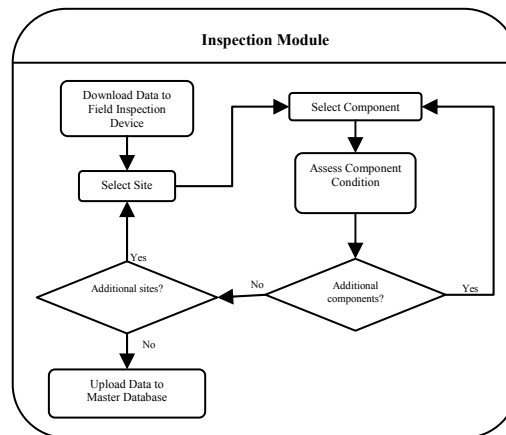 Inspection Module
Download Data to
Field Inspection
Device
Select Component
Select Site
Assess Component
Condition
Yes
Additional sites?
No
Additional
components?
Yes
No
Upload Data to
Master Database